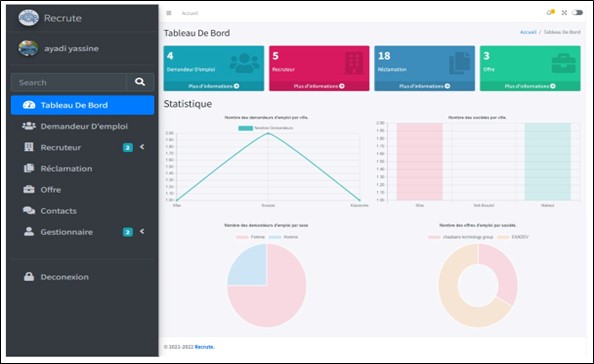 Recrute
ayadi yassine
Search
Tableau De Bord
Demandeur D'emploi
Recruteur 2
Réclamation
Offre
Contacts
Gestionnaire 2
Deconexion
Accueil
Tableau De Bord
Accueil / Tableau De Bord
4
Demandeur D'emploi
Plus d'informations
5
Recruteur
Plus d'informations
18
Réclamation
Plus d'informations
3
Offre
Plus d'informations
Statistique
Nombre des demandeurs d'emploi par ville.
Nombre Demandeurs
2.00
1.90
1.80
1.70
1.60
1.50
1.40
1.30
1.20
1.10
1.00
Sfax
Sousse
Kasserine
Nombre des sociétés par ville.
2.00
1.90
1.80
1.70
1.60
1.50
1.40
1.30
1.20
1.10
1.00
Sfax
Sidi Bouzid
Nabeul
Nombre des demandeurs d'emploi par sexe
Femme Homme
Nombre des offres d'emploi par société.
chaabane technology group EXADEV
© 2021-2022 Recrute.